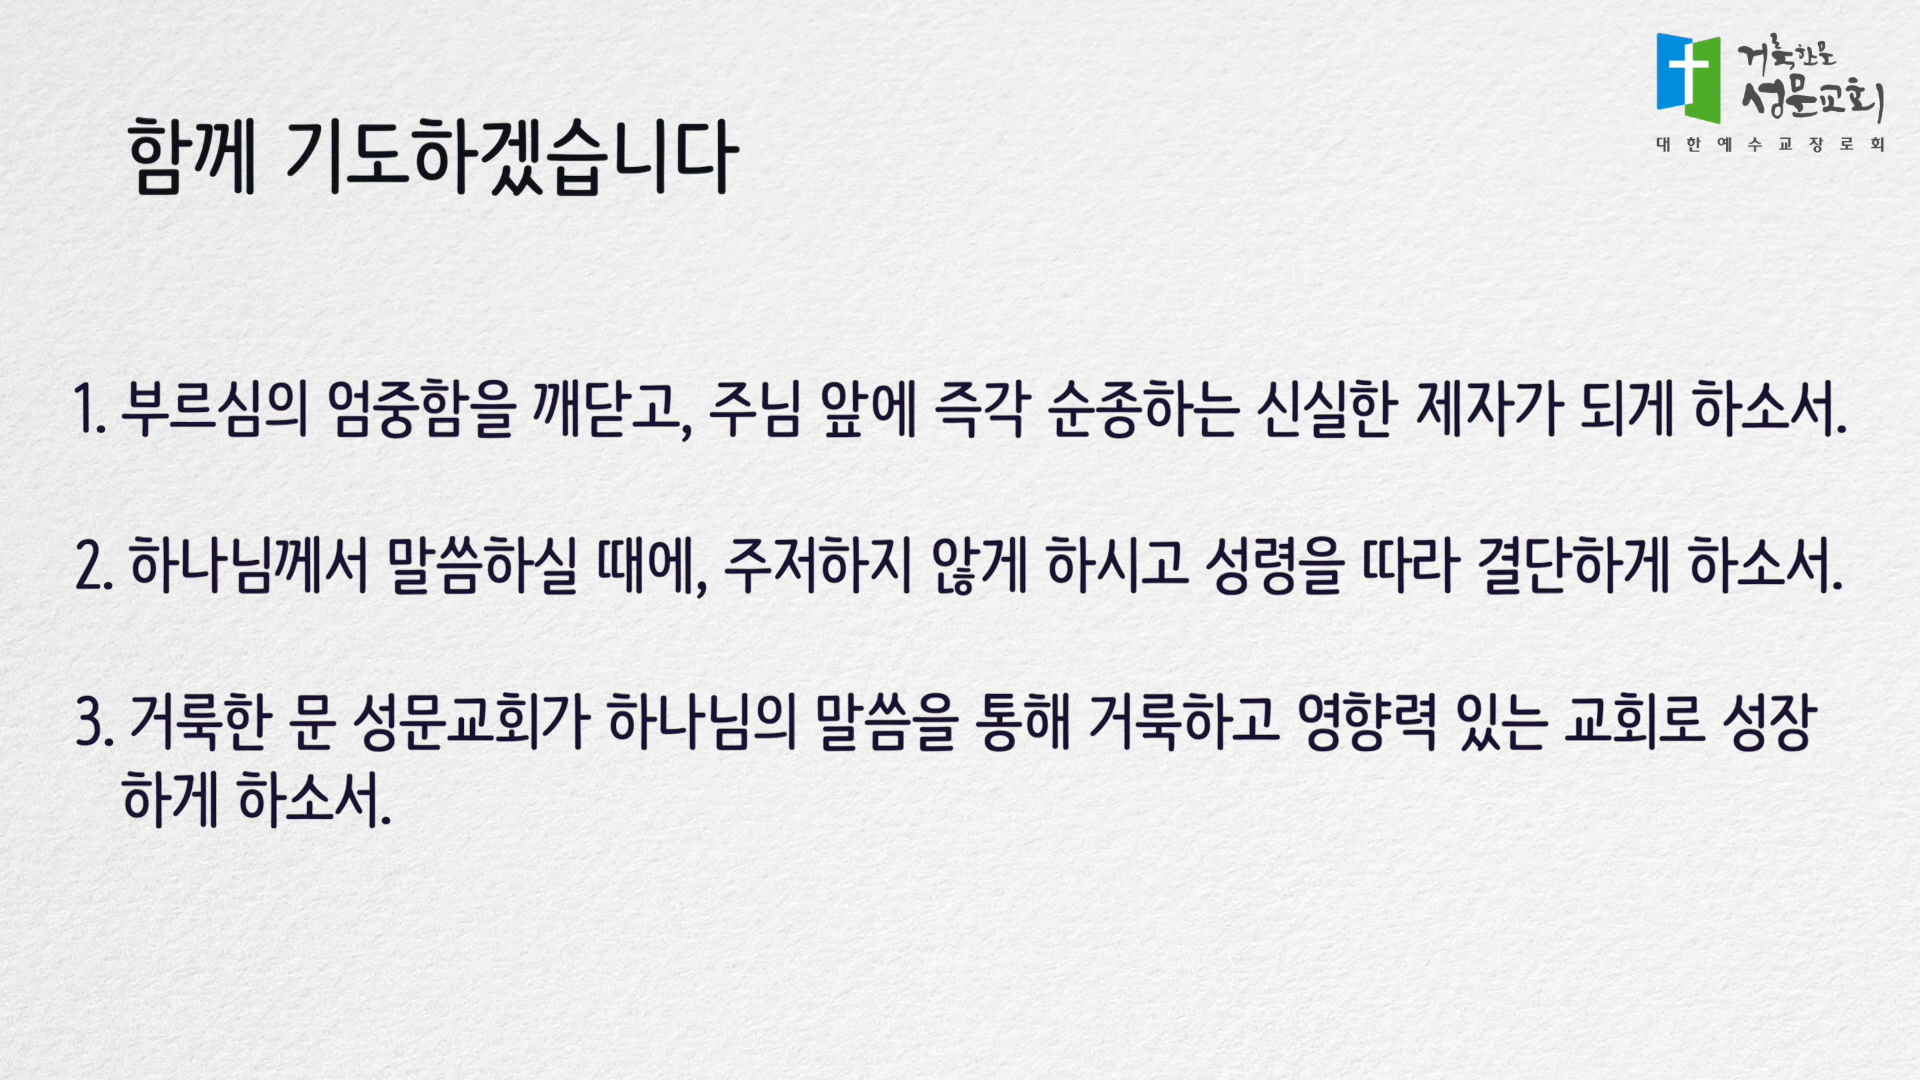 거룩한문
성문교회
대한예수교장로회
함께 기도하겠습니다
1. 부르심의 엄중함을 깨닫고, 주님 앞에 즉각 순종하는 신실한 제자가 되게 하소서.
2. 하나님께서 말씀하실 때에, 주저하지 않게 하시고 성령을 따라 결단하게 하소서.
3. 거룩한 문 성문교회가 하나님의 말씀을 통해 거룩하고 영향력 있는 교회로 성장
하게 하소서.